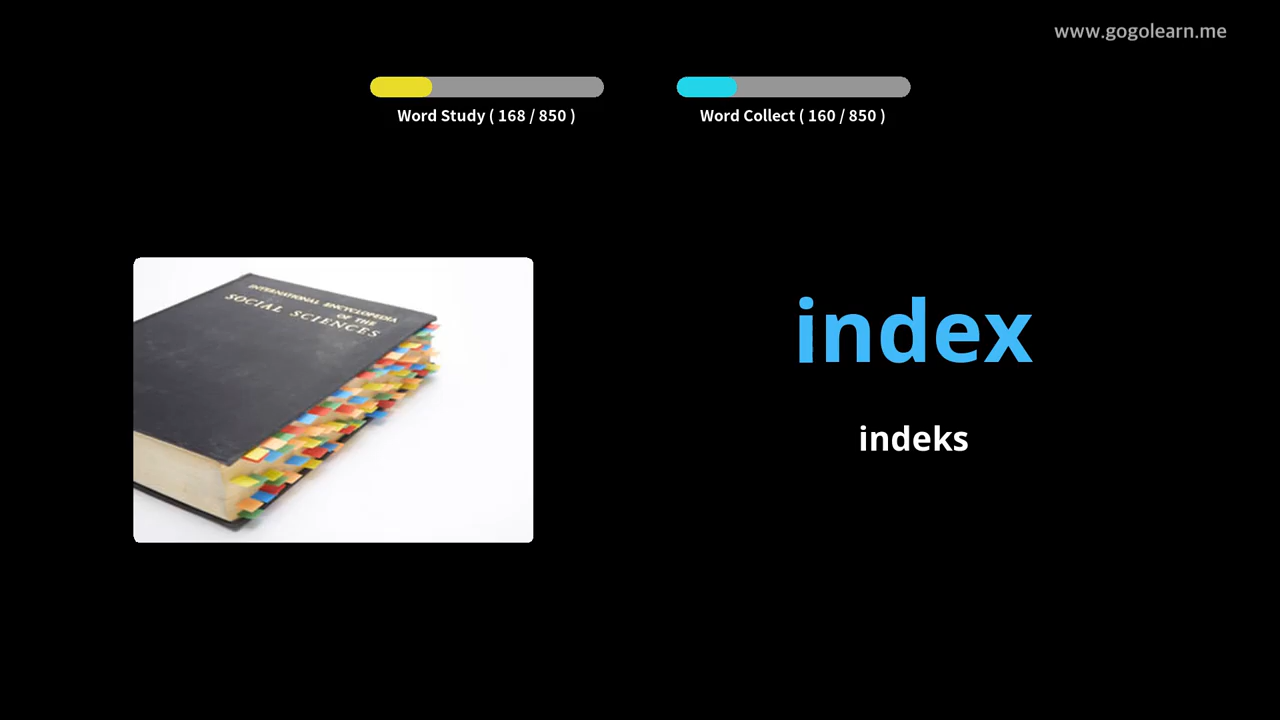 www.gogolearn.me
Word Study ( 168 / 850 )
Word Collect ( 160 / 850 )
INTERNATIONAL ENCYCLOPEDIA
OF THE
SOCIAL SCIENCES
index
indeks